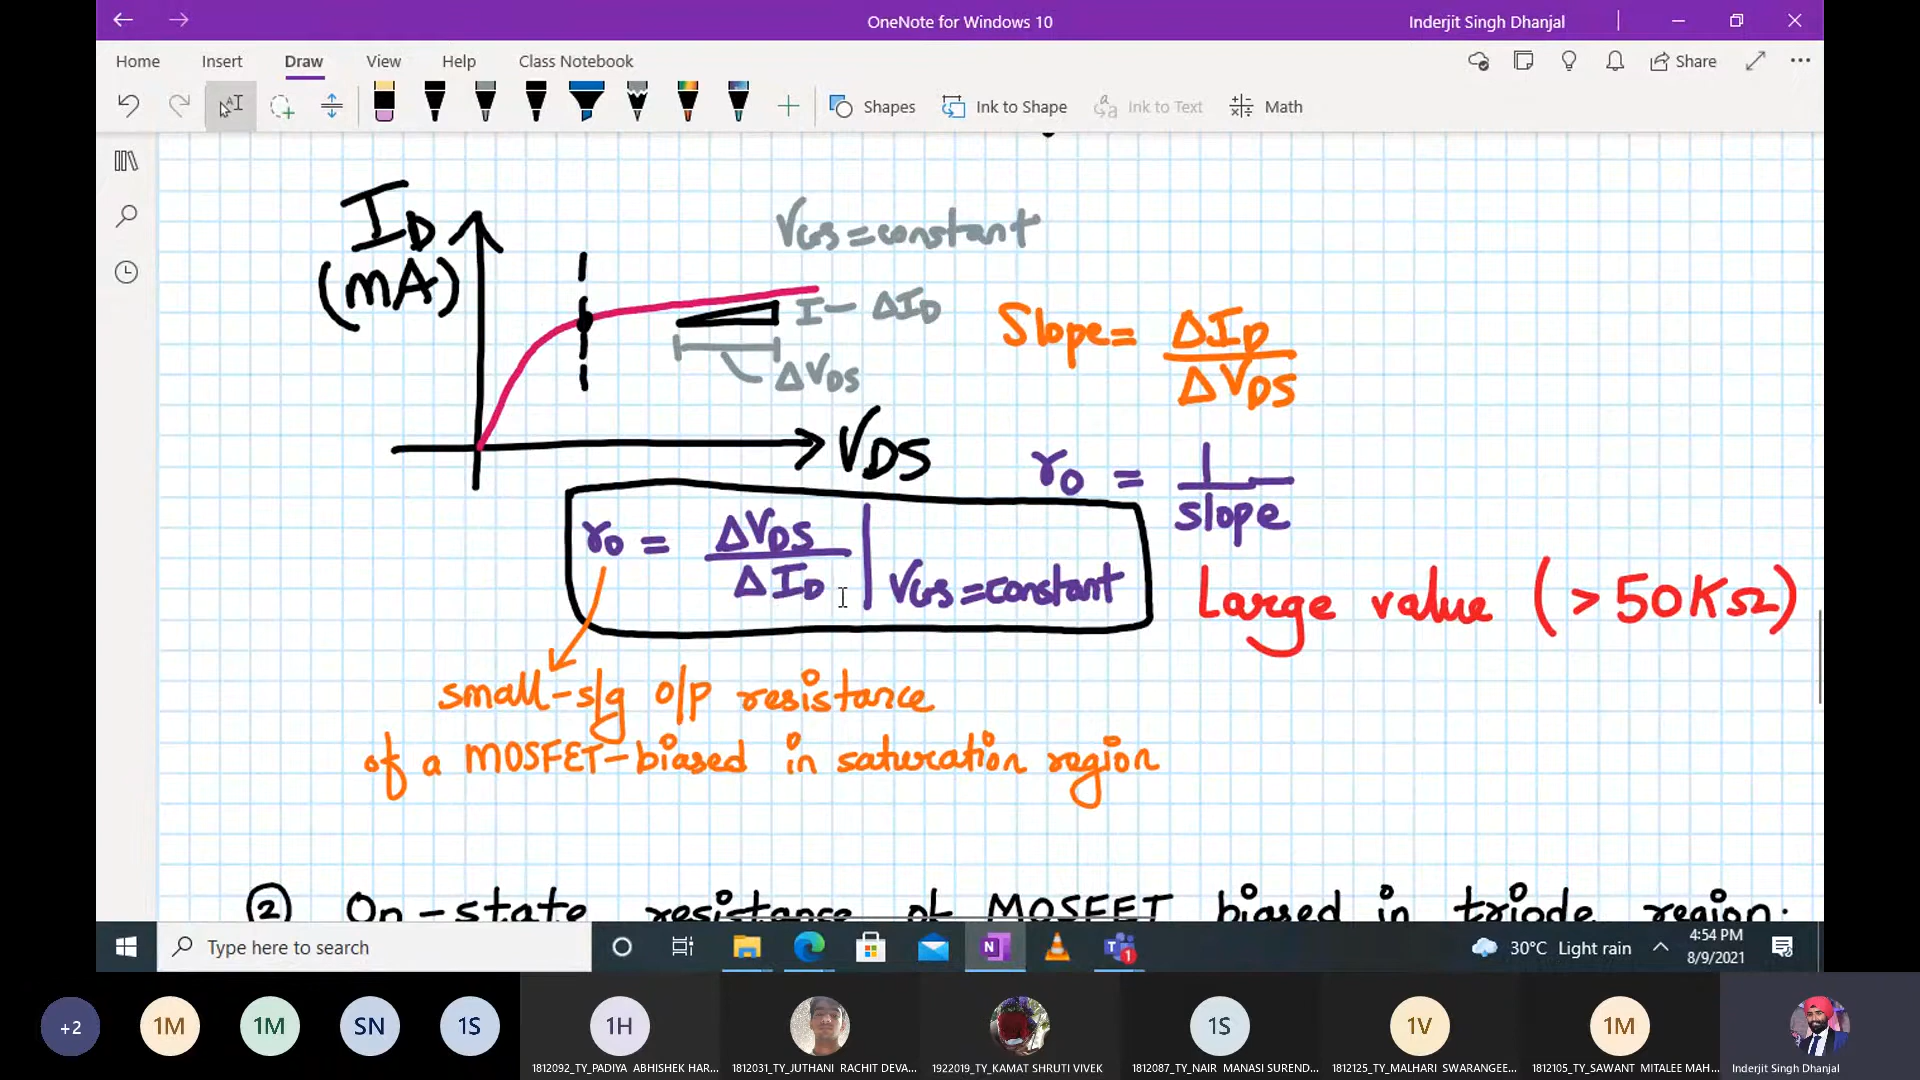 OneNote for Windows 10
Inderjit Singh Dhanjal
Home Insert Draw View Help Class Notebook
Share
Shapes Ink to Shape Ink to Text Math
ID
(mA)
VGS = constant
I - ΔID
ΔVDS
VDS
Slope = ΔID / ΔVDS
ro = 1 / slope
ro = ΔVDS / ΔID | VGS = constant
Large value (> 50KΩ)
small-s/g o/p resistance
of a MOSFET-biased in saturation region
② On-state resistance of MOSFET biased in triode region:
Type here to search
30°C Light rain
4:54 PM
8/9/2021
+2 1M 1M SN 1S 1H 1S 1V 1M
1812092_TY_PADIYA ABHISHEK HAR...
1812031_TY_JUTHANI RACHIT DEVA...
1922019_TY_KAMAT SHRUTI VIVEK
1812087_TY_NAIR MANASI SUREND...
1812125_TY_MALHARI SWARANGEE...
1812105_TY_SAWANT MITALEE MAH...
Inderjit Singh Dhanjal